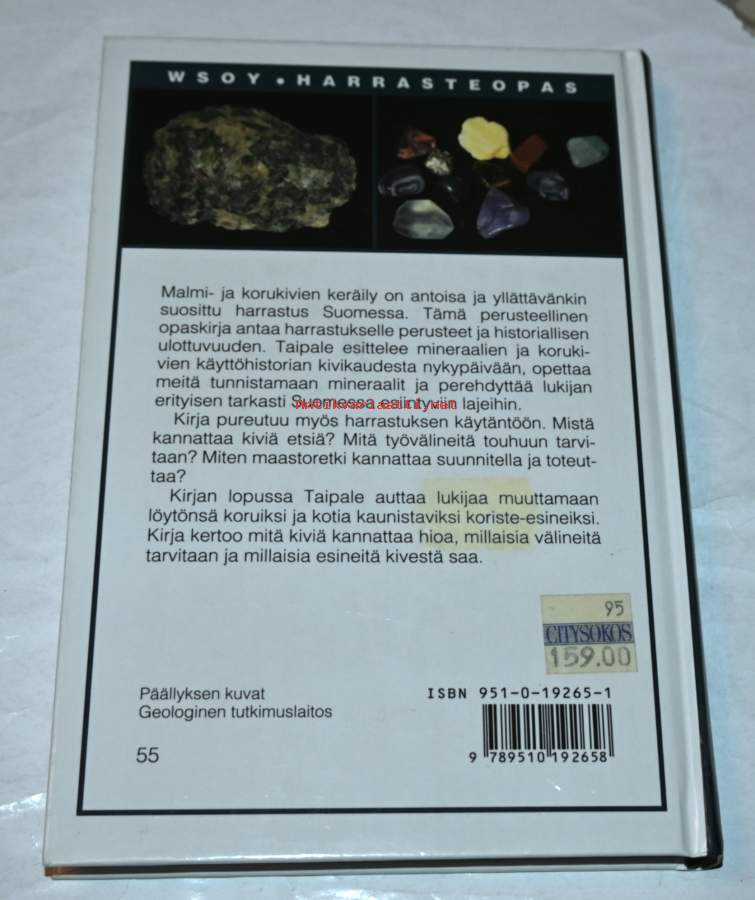 WSOY • HARRASTEOPAS
Malmi- ja korukivien keräily on antoisa ja yllättävänkin
suosittu harrastus Suomessa. Tämä perusteellinen
opaskirja antaa harrastukselle perusteet ja historiallisen
ulottuvuuden. Taipale esittelee mineraalien ja koruki-
vien käyttöhistorian kivikaudesta nykypäivään, opettaa
meitä tunnistamaan mineraalit ja perehdyttää lukijan
erityisen tarkasti Suomessa esiintyviin lajeihin.
Kirja pureutuu myös harrastuksen käytäntöön. Mistä
kannattaa kiviä etsiä? Mitä työvälineitä touhuun tarvi-
taan? Miten maastoretki kannattaa suunnitella ja toteut-
taa?
Kirjan lopussa Taipale auttaa lukijaa muuttamaan
löytönsä koruiksi ja kotia kaunistaviksi koriste-esineiksi.
Kirja kertoo mitä kiviä kannattaa hioa, millaisia välineitä
tarvitaan ja millaisia esineitä kivestä saa.
95
CITYSOKOS
159.00
Päällyksen kuvat
Geologinen tutkimuslaitos
55
ISBN 951-0-19265-1
9 789510 192658